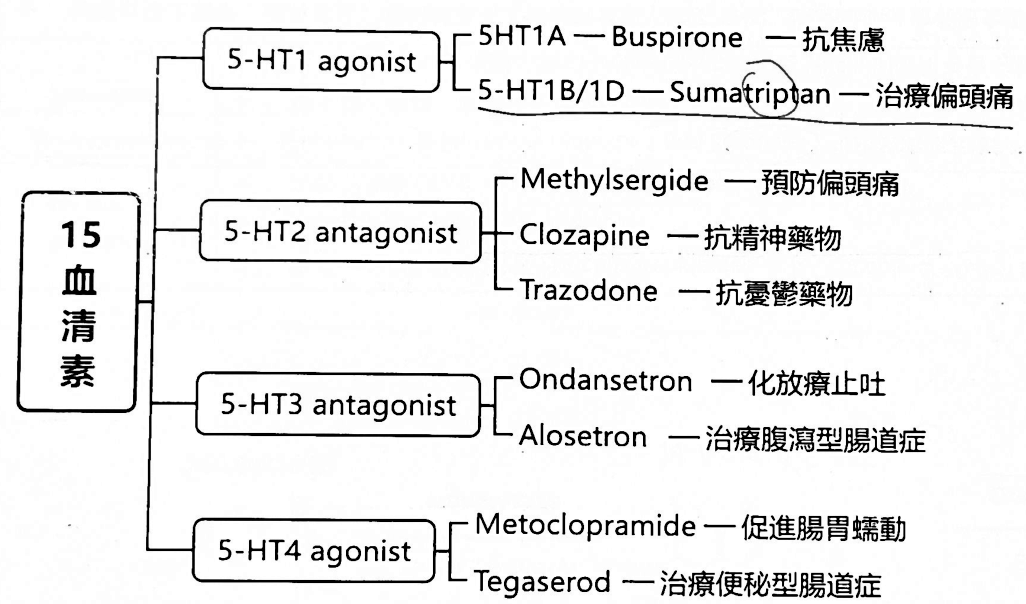 15
血
清
素
5-HT1 agonist
5HT1A — Buspirone — 抗焦慮
5-HT1B/1D — Sumatriptan — 治療偏頭痛
5-HT2 antagonist
Methylsergide — 預防偏頭痛
Clozapine — 抗精神藥物
Trazodone — 抗憂鬱藥物
5-HT3 antagonist
Ondansetron — 化放療止吐
Alosetron — 治療腹瀉型腸道症
5-HT4 agonist
Metoclopramide — 促進腸胃蠕動
Tegaserod — 治療便秘型腸道症